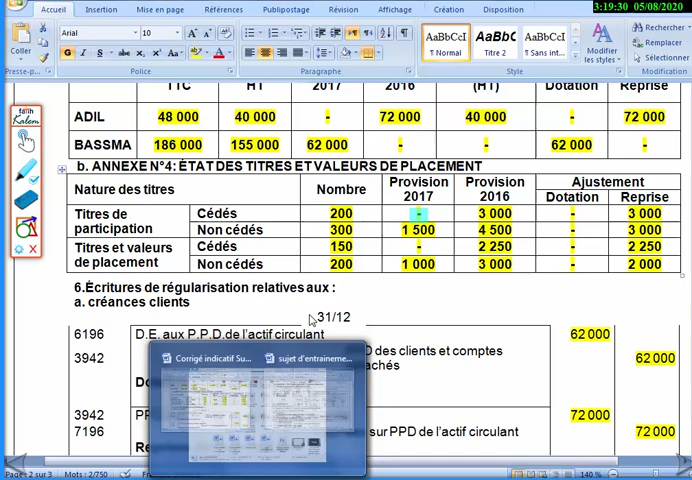 3:19:30 05/08/2020
Accueil Insertion Mise en page Références Publipostage Révision Affichage Création Disposition
Arial 10
AaBbCcI AaBbC AaBbCcI
¶ Normal Titre 2 ¶ Sans int...
Coller
Modifier les styles
Rechercher
Remplacer
Sélectionner
Presse-p... Police Paragraphe Style Modification
fatih Kalem
TTC HT 2017 2016 (HT) Dotation Reprise
ADIL 48 000 40 000 - 72 000 40 000 - 72 000
BASSMA 186 000 155 000 62 000 - - 62 000 -
b. ANNEXE N°4: ÉTAT DES TITRES ET VALEURS DE PLACEMENT
Nature des titres Nombre Provision 2017 Provision 2016 Ajustement
Dotation Reprise
Titres de participation Cédés 200 - 3 000 - 3 000
Non cédés 300 1 500 4 500 - 3 000
Titres et valeurs de placement Cédés 150 - 2 250 - 2 250
Non cédés 200 1 000 3 000 - 2 000
6.Écritures de régularisation relatives aux :
a. créances clients
31/12
6196 D.E. aux P.P.D. de l'actif circulant 62 000
3942 D des clients et comptes 62 000
achés
Do
3942 PP 72 000
7196 sur PPD de l'actif circulant 72 000
Re
Corrigé indicatif Su... sujet d'entraineme...
Page : 2 sur 3 Mots : 2/750 140 %